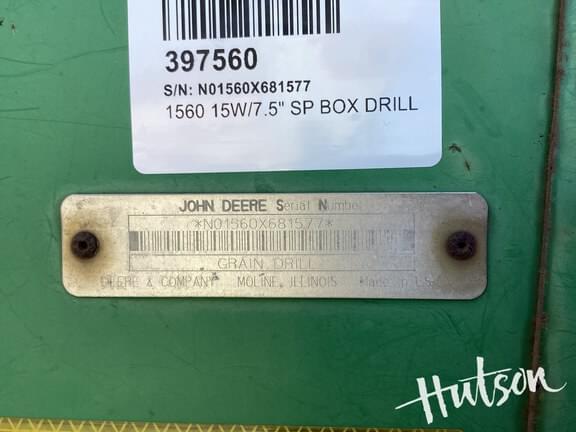 397560
S/N: N01560X681577
1560 15W/7.5" SP BOX DRILL
JOHN DEERE Serial Number
*N01560X681577*
GRAIN DRILL
DEERE & COMPANY MOLINE, ILLINOIS Made in U.S.
Hutson